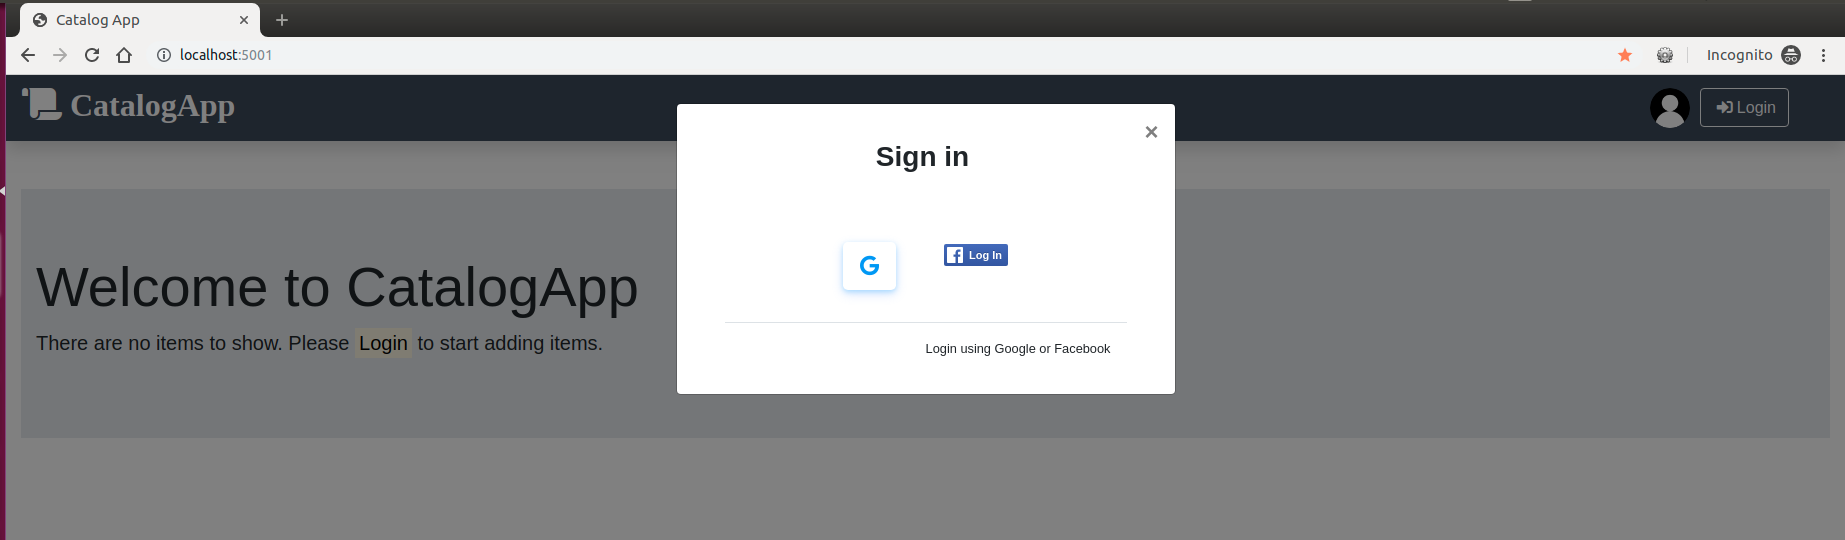 Catalog App
localhost:5001
Incognito
CatalogApp
Login
Sign in
Log In
Welcome to CatalogApp
There are no items to show. Please Login to start adding items.
Login using Google or Facebook